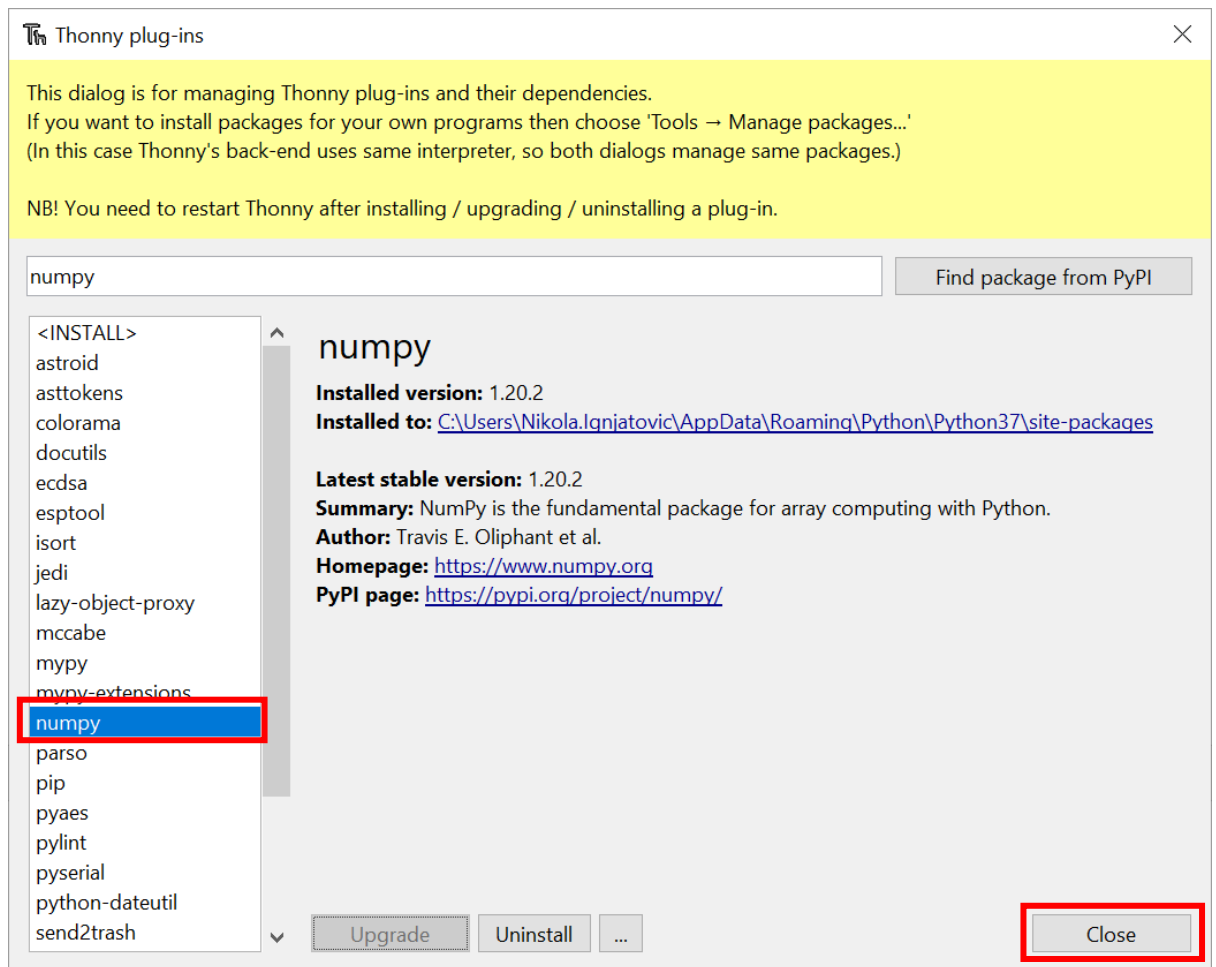 Thonny plug-ins
This dialog is for managing Thonny plug-ins and their dependencies.
If you want to install packages for your own programs then choose 'Tools → Manage packages...'
(In this case Thonny's back-end uses same interpreter, so both dialogs manage same packages.)
NB! You need to restart Thonny after installing / upgrading / uninstalling a plug-in.
numpy
Find package from PyPI
<INSTALL>
astroid
asttokens
colorama
docutils
ecdsa
esptool
isort
jedi
lazy-object-proxy
mccabe
mypy
mypy-extensions
numpy
parso
pip
pyaes
pylint
pyserial
python-dateutil
send2trash
numpy
Installed version: 1.20.2
Installed to: C:\Users\Nikola.Ignjatovic\AppData\Roaming\Python\Python37\site-packages
Latest stable version: 1.20.2
Summary: NumPy is the fundamental package for array computing with Python.
Author: Travis E. Oliphant et al.
Homepage: https://www.numpy.org
PyPI page: https://pypi.org/project/numpy/
Upgrade
Uninstall
...
Close